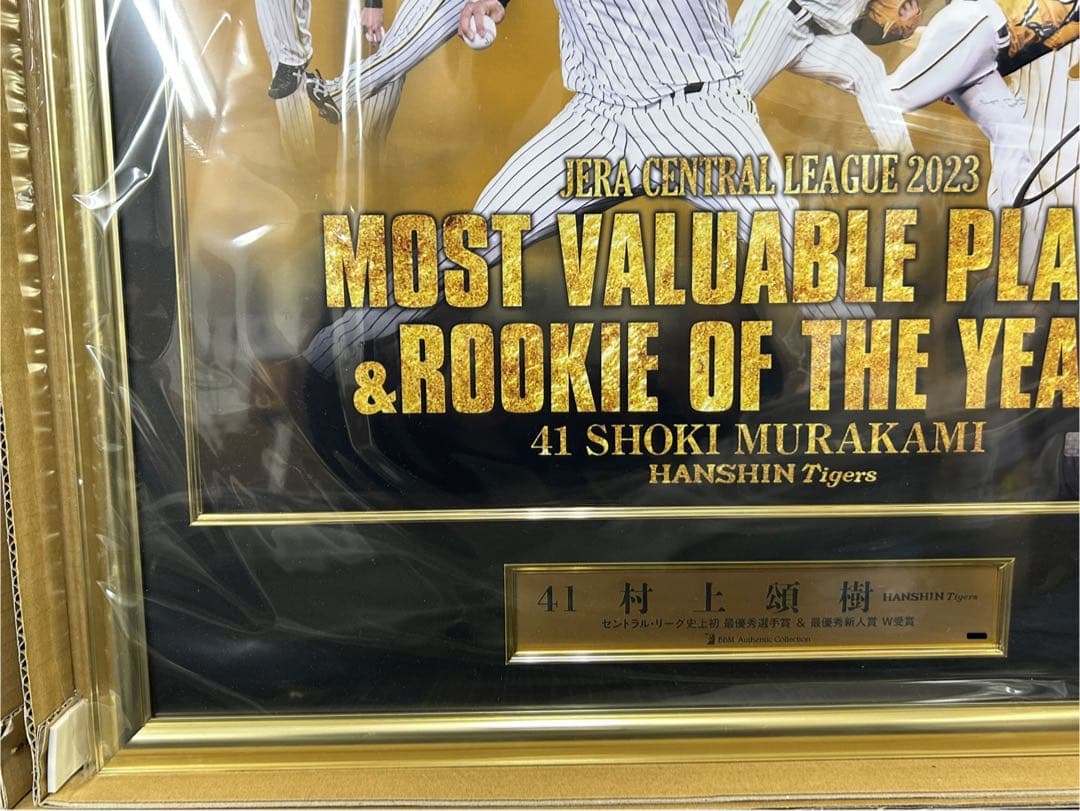 JERA CENTRAL LEAGUE 2023
MOST VALUABLE PLA
&ROOKIE OF THE YEA
41 SHOKI MURAKAMI
HANSHIN Tigers
41 村上頌樹 HANSHIN Tigers
セントラル・リーグ史上初 最優秀選手賞 & 最優秀新人賞 W受賞
BBM Authentic Collection